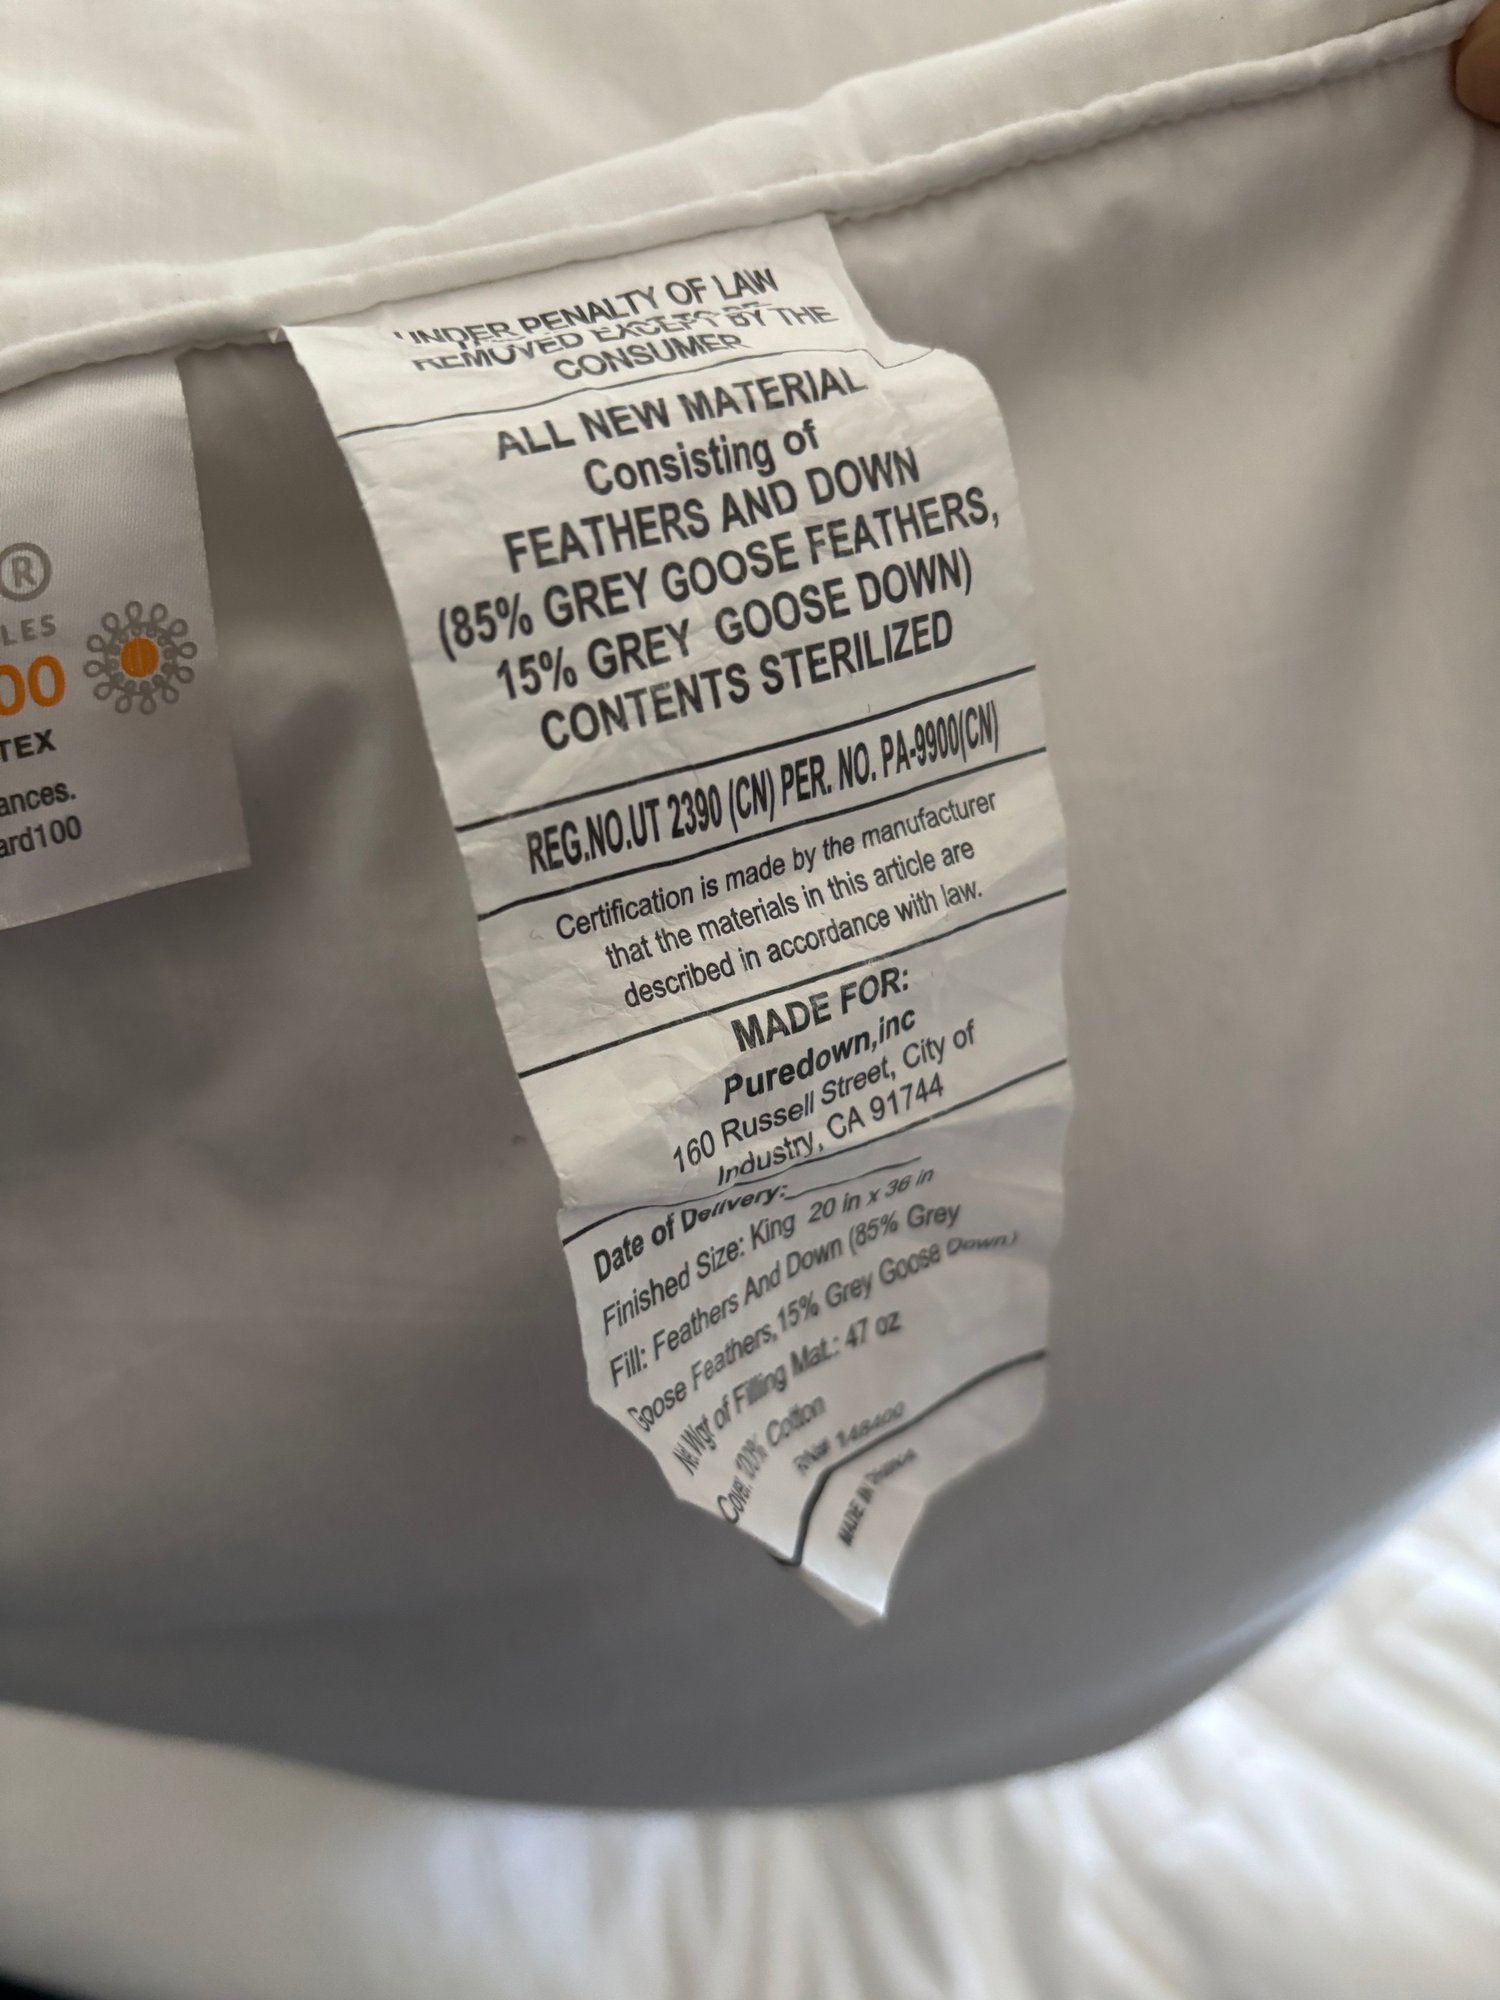 UNDER PENALTY OF LAW
REMOVED EXCEPT BY THE
CONSUMER
ALL NEW MATERIAL
Consisting of
FEATHERS AND DOWN
(85% GREY GOOSE FEATHERS,
15% GREY GOOSE DOWN)
CONTENTS STERILIZED
REG.NO.UT 2390 (CN) PER. NO. PA-9900(CN)
Certification is made by the manufacturer
that the materials in this article are
described in accordance with law.
MADE FOR:
Puredown,inc
160 Russell Street, City of
Industry, CA 91744
Date of Delivery:
Finished Size: King 20 in x 36 in
Fill: Feathers And Down (85% Grey
Goose Feathers,15% Grey Goose Down)
Net Wgt of Filling Mat.: 47 oz
Cover: 100% Cotton
RN# 148400
MADE IN
®
LES
00
TEX
ances.
ard100